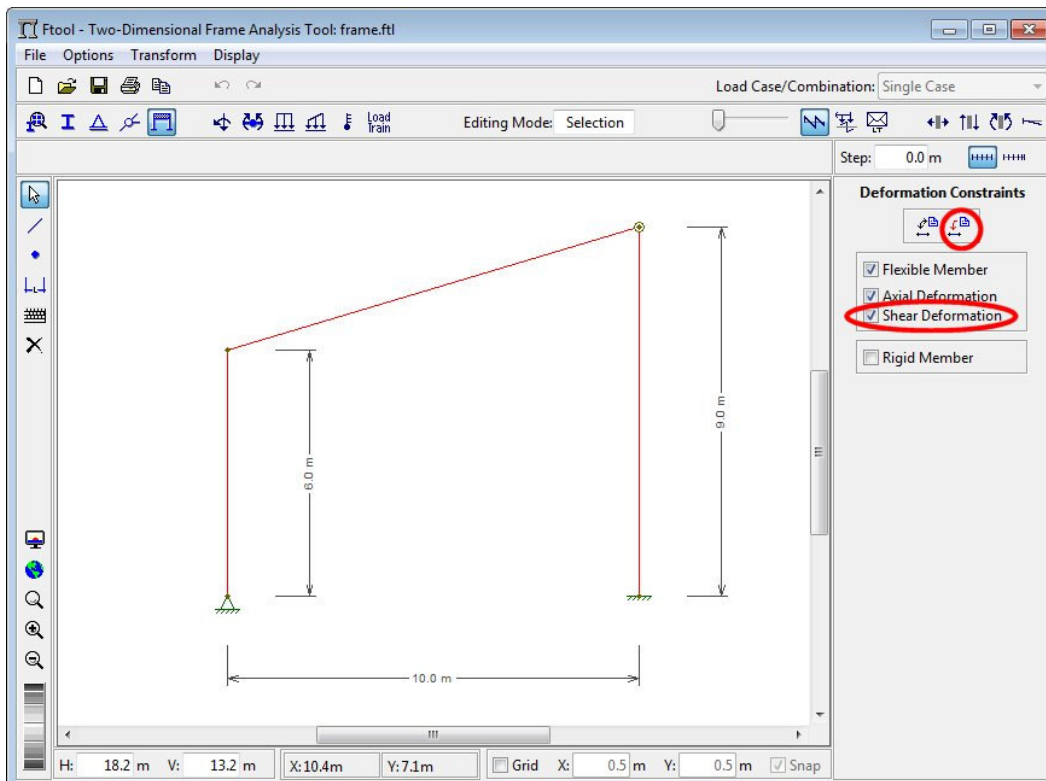 Ftool - Two-Dimensional Frame Analysis Tool: frame.ftl
File Options Transform Display
Load Case/Combination: Single Case
Load Train
Editing Mode: Selection
Step: 0.0 m
Deformation Constraints
Flexible Member
Axial Deformation
Shear Deformation
Rigid Member
9.0 m
6.0 m
10.0 m
H: 18.2 m V: 13.2 m X:10.4m Y:7.1m Grid X: 0.5 m Y: 0.5 m Snap